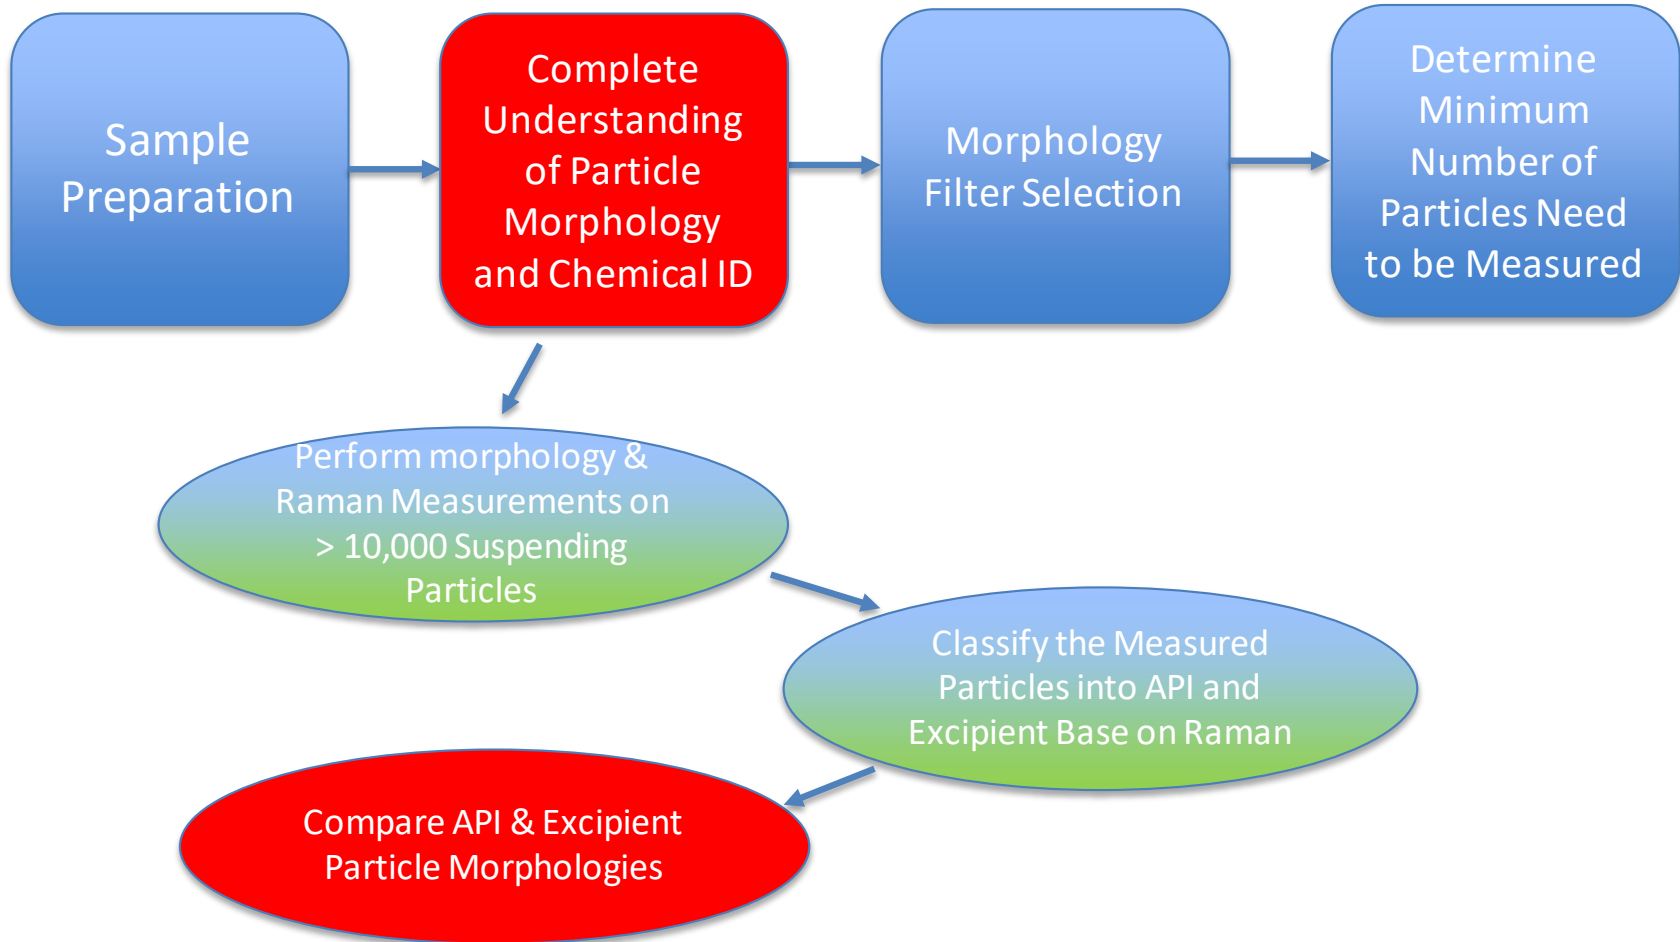 Sample
Preparation
Complete
Understanding
of Particle
Morphology
and Chemical ID
Morphology
Filter Selection
Determine
Minimum
Number of
Particles Need
to be Measured
Perform morphology &
Raman Measurements on
> 10,000 Suspending
Particles
Classify the Measured
Particles into API and
Excipient Base on Raman
Compare API & Excipient
Particle Morphologies